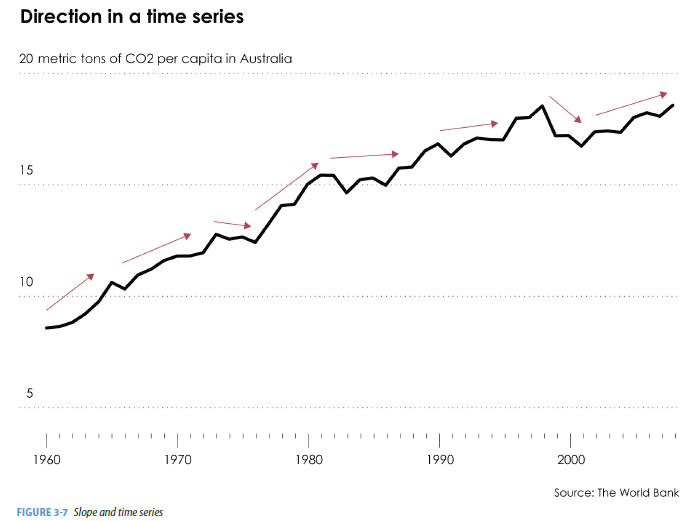 Direction in a time series
20 metric tons of CO2 per capita in Australia
15
10
5
1960 1970 1980 1990 2000
Source: The World Bank
FIGURE 3-7 Slope and time series